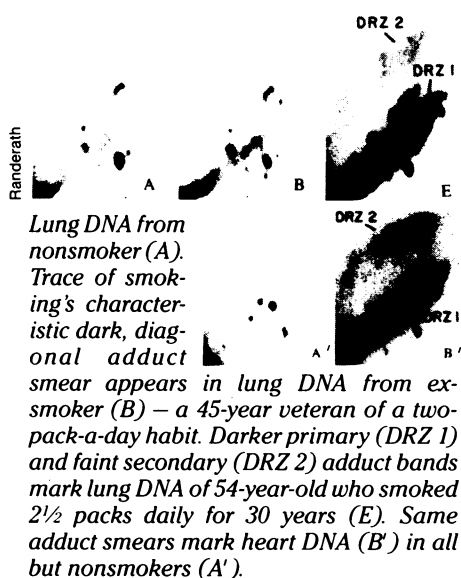 DRZ 2
DRZ 1
Randerath
A
B
E
Lung DNA from
nonsmoker (A).
Trace of smok-
ing's character-
istic dark, diag-
onal adduct
DRZ 2
DRZ 1
A'
B'
smear appears in lung DNA from ex-
smoker (B) — a 45-year veteran of a two-
pack-a-day habit. Darker primary (DRZ 1)
and faint secondary (DRZ 2) adduct bands
mark lung DNA of 54-year-old who smoked
2½ packs daily for 30 years (E). Same
adduct smears mark heart DNA (B') in all
but nonsmokers (A').